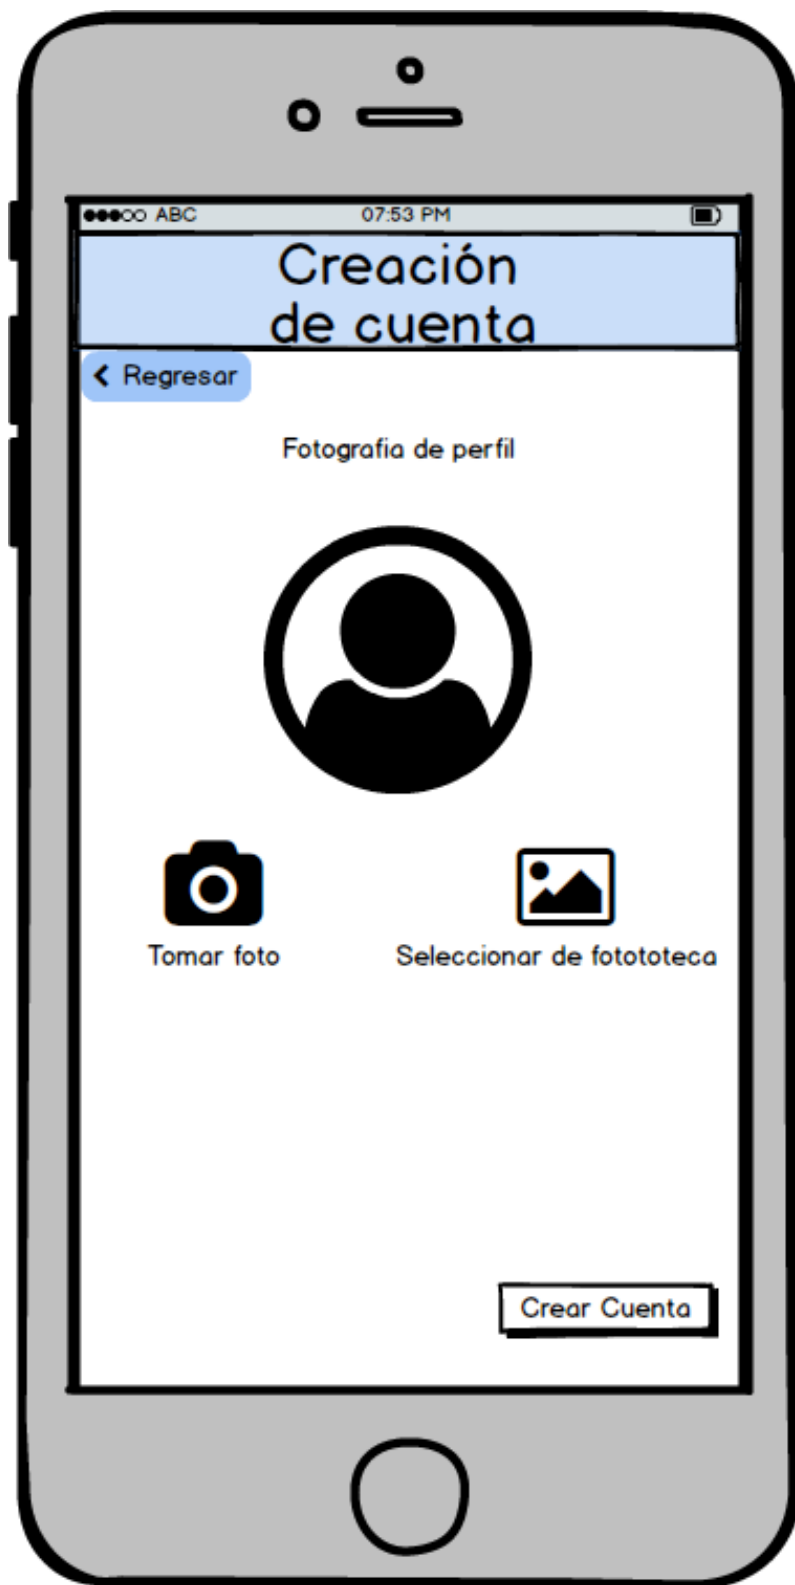 ABC 07:53 PM
Creación
de cuenta
Regresar
Fotografia de perfil
Tomar foto Seleccionar de fotototeca
Crear Cuenta